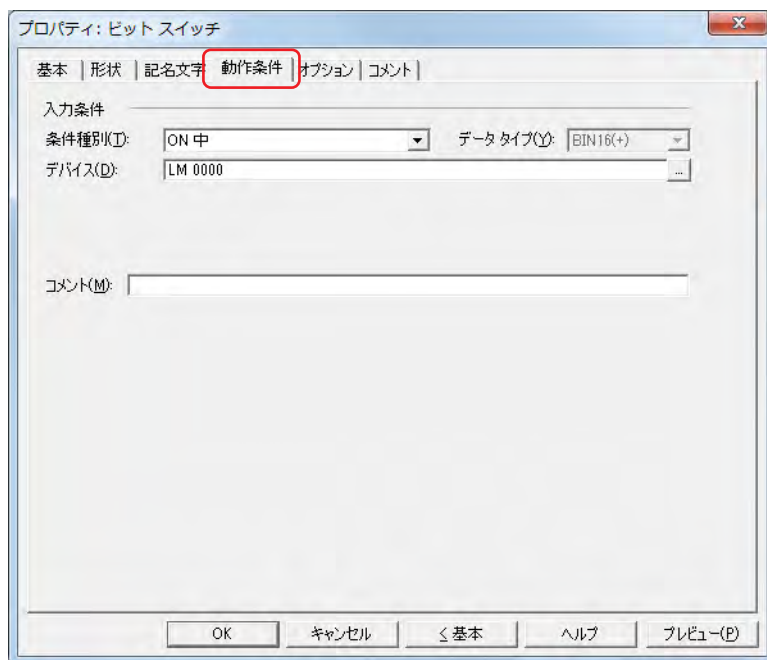 プロパティ: ビット スイッチ
基本 形状 記名文字 動作条件 オプション コメント
入力条件
条件種別(T): ON 中 データ タイプ(Y): BIN16(+)
デバイス(D): LM 0000 ...
コメント(M):
OK キャンセル < 基本 ヘルプ プレビュー(P)